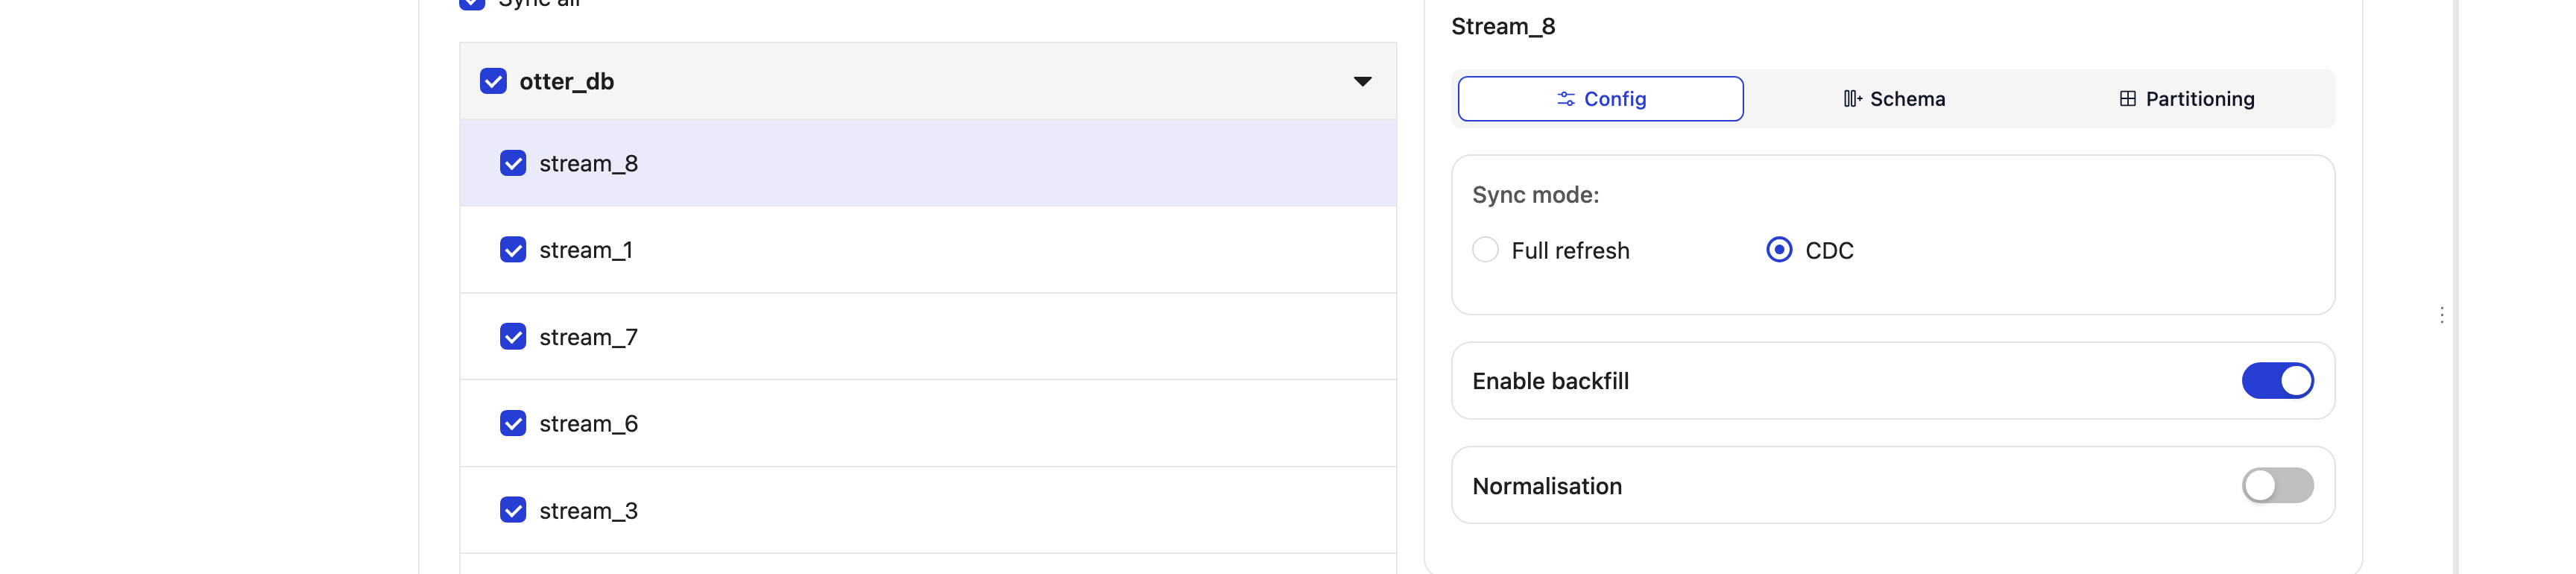 Sync all
otter_db
stream_8
stream_1
stream_7
stream_6
stream_3
Stream_8
Config
Schema
Partitioning
Sync mode:
Full refresh
CDC
Enable backfill
Normalisation